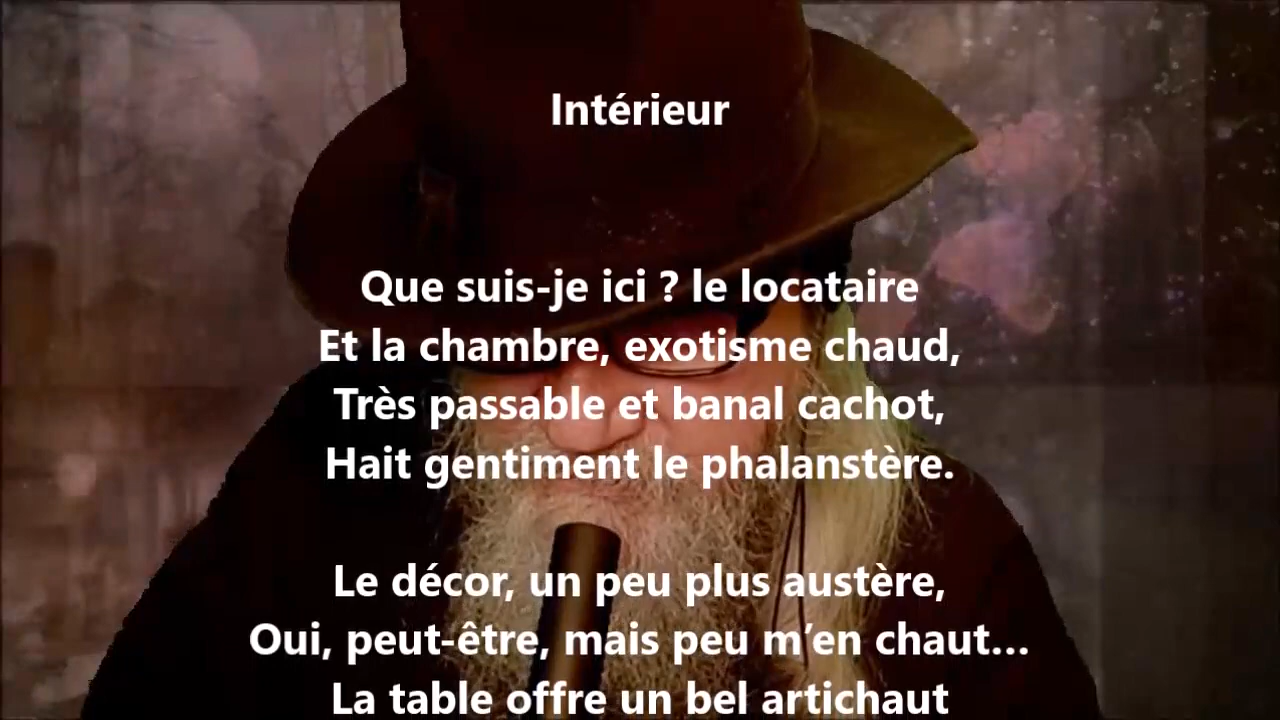 Intérieur
Que suis-je ici ? le locataire
Et la chambre, exotisme chaud,
Très passable et banal cachot,
Hait gentiment le phalanstère.
Le décor, un peu plus austère,
Oui, peut-être, mais peu m’en chaut…
La table offre un bel artichaut